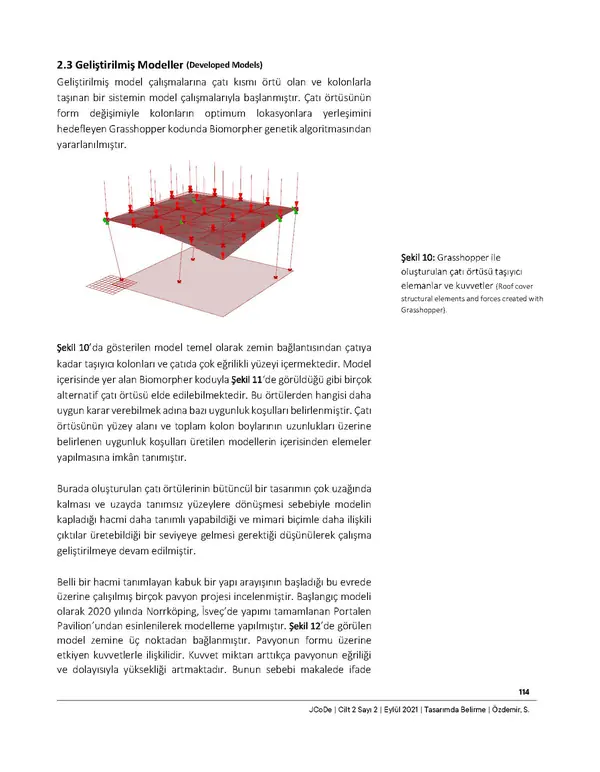 2.3 Geliştirilmiş Modeller (Developed Models)
Geliştirilmiş model çalışmalarına çatı kısmı örtü olan ve kolonlarla
taşınan bir sistemin model çalışmalarıyla başlanmıştır. Çatı örtüsünün
form değişimiyle kolonların optimum lokasyonlara yerleşimini
hedefleyen Grasshopper kodunda Biomorpher genetik algoritmasından
yararlanılmıştır.
Şekil 10: Grasshopper ile
oluşturulan çatı örtüsü taşıyıcı
elemanlar ve kuvvetler (Roof cover
structural elements and forces created with
Grasshopper).
Şekil 10'da gösterilen model temel olarak zemin bağlantısından çatıya
kadar taşıyıcı kolonları ve çatıda çok eğrilikli yüzeyi içermektedir. Model
içerisinde yer alan Biomorpher koduyla Şekil 11'de görüldüğü gibi birçok
alternatif çatı örtüsü elde edilebilmektedir. Bu örtülerden hangisi daha
uygun karar verebilmek adına bazı uygunluk koşulları belirlenmiştir. Çatı
örtüsünün yüzey alanı ve toplam kolon boylarının uzunlukları üzerine
belirlenen uygunluk koşulları üretilen modellerin içerisinden elemeler
yapılmasına imkân tanımıştır.
Burada oluşturulan çatı örtülerinin bütüncül bir tasarımın çok uzağında
kalması ve uzayda tanımsız yüzeylere dönüşmesi sebebiyle modelin
kapladığı hacmi daha tanımlı yapabildiği ve mimari biçimle daha ilişkili
çıktılar üretebildiği bir seviyeye gelmesi gerektiği düşünülerek çalışma
geliştirilmeye devam edilmiştir.
Belli bir hacmi tanımlayan kabuk bir yapı arayışının başladığı bu evrede
üzerine çalışılmış birçok pavyon projesi incelenmiştir. Başlangıç modeli
olarak 2020 yılında Norrköping, İsveç'de yapımı tamamlanan Portalen
Pavilion'undan esinlenilerek modelleme yapılmıştır. Şekil 12'de görülen
model zemine üç noktadan bağlanmıştır. Pavyonun formu üzerine
etkiyen kuvvetlerle ilişkilidir. Kuvvet miktarı arttıkça pavyonun eğriliği
ve dolayısıyla yüksekliği artmaktadır. Bunun sebebi makalede ifade
114
JCoDe | Cilt 2 Sayı 2 | Eylül 2021 | Tasarımda Belirme | Özdemir, S.